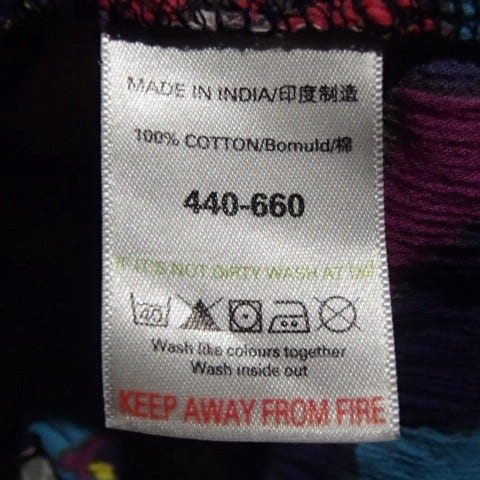 MADE IN INDIA/印度制造
100% COTTON/Bomuld/棉
440-660
IF IT'S NOT DIRTY WASH AT 30°
40
Wash like colours together
Wash inside out
KEEP AWAY FROM FIRE